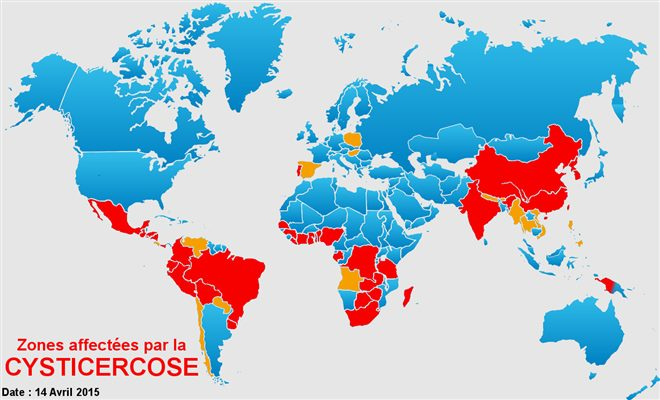 Zones affectées par la
CYSTICERCOSE
Date : 14 Avril 2015